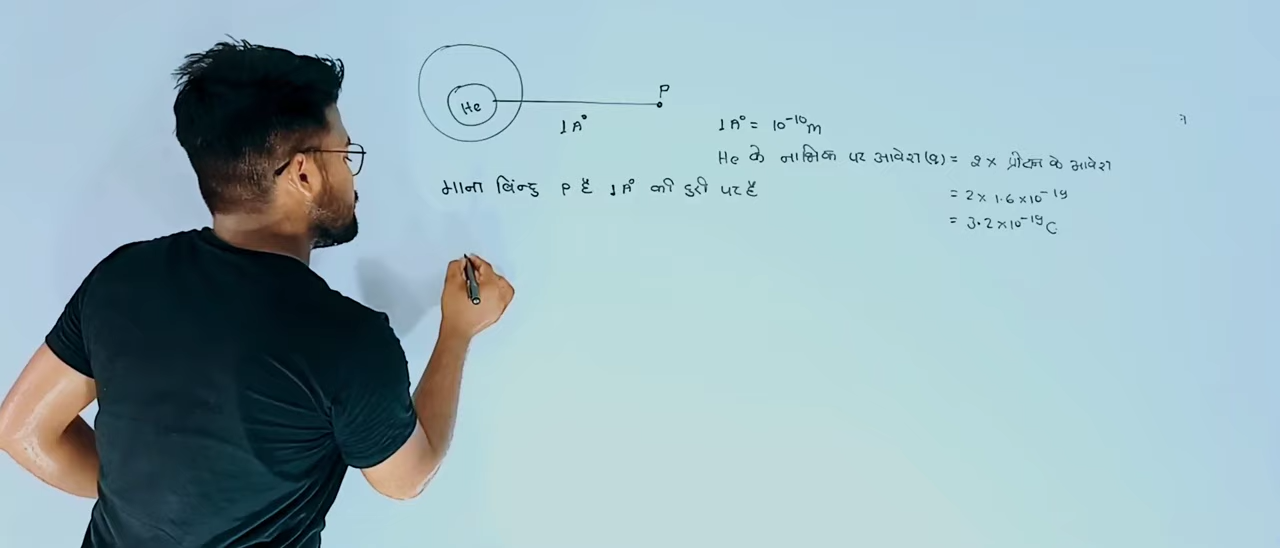 He
P
1A°
1A° = 10⁻¹⁰m
He के नाभिक पर आवेश(q) = 2 × प्रोटान के आवेश
= 2 × 1.6 × 10⁻¹⁹
= 3.2 × 10⁻¹⁹ C
माना बिन्दु P है 1A° की दुरी पर है